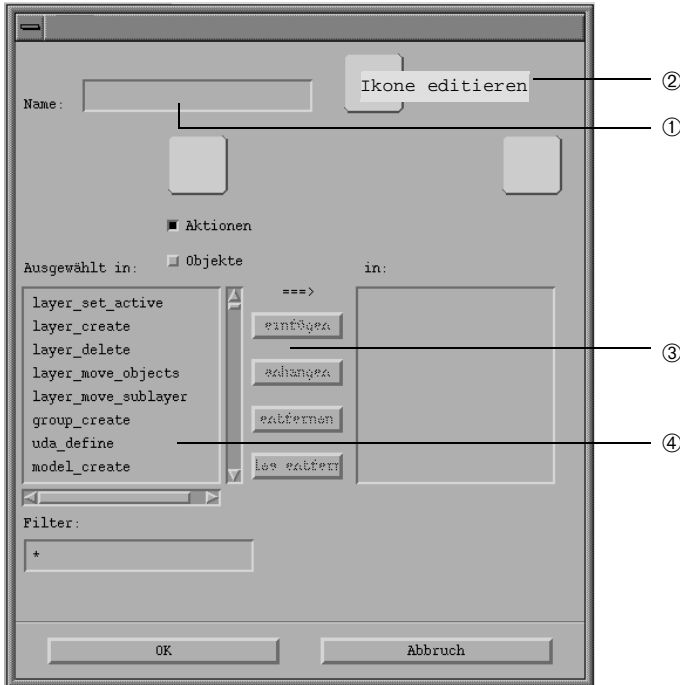 Ikone editieren
②
Name:
①
Aktionen
Objekte
Ausgewählt in:
in:
===>
layer_set_active
layer_create
layer_delete
layer_move_objects
layer_move_sublayer
group_create
uda_define
model_create
einfügen
anhangen
entfernen
③
④
Filter:
*
OK
Abbruch